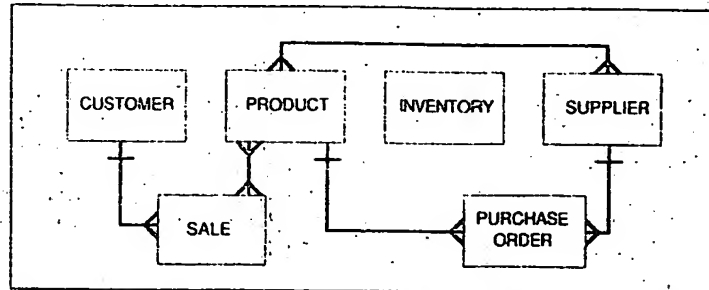 CUSTOMER
PRODUCT
INVENTORY
SUPPLIER
SALE
PURCHASE
ORDER